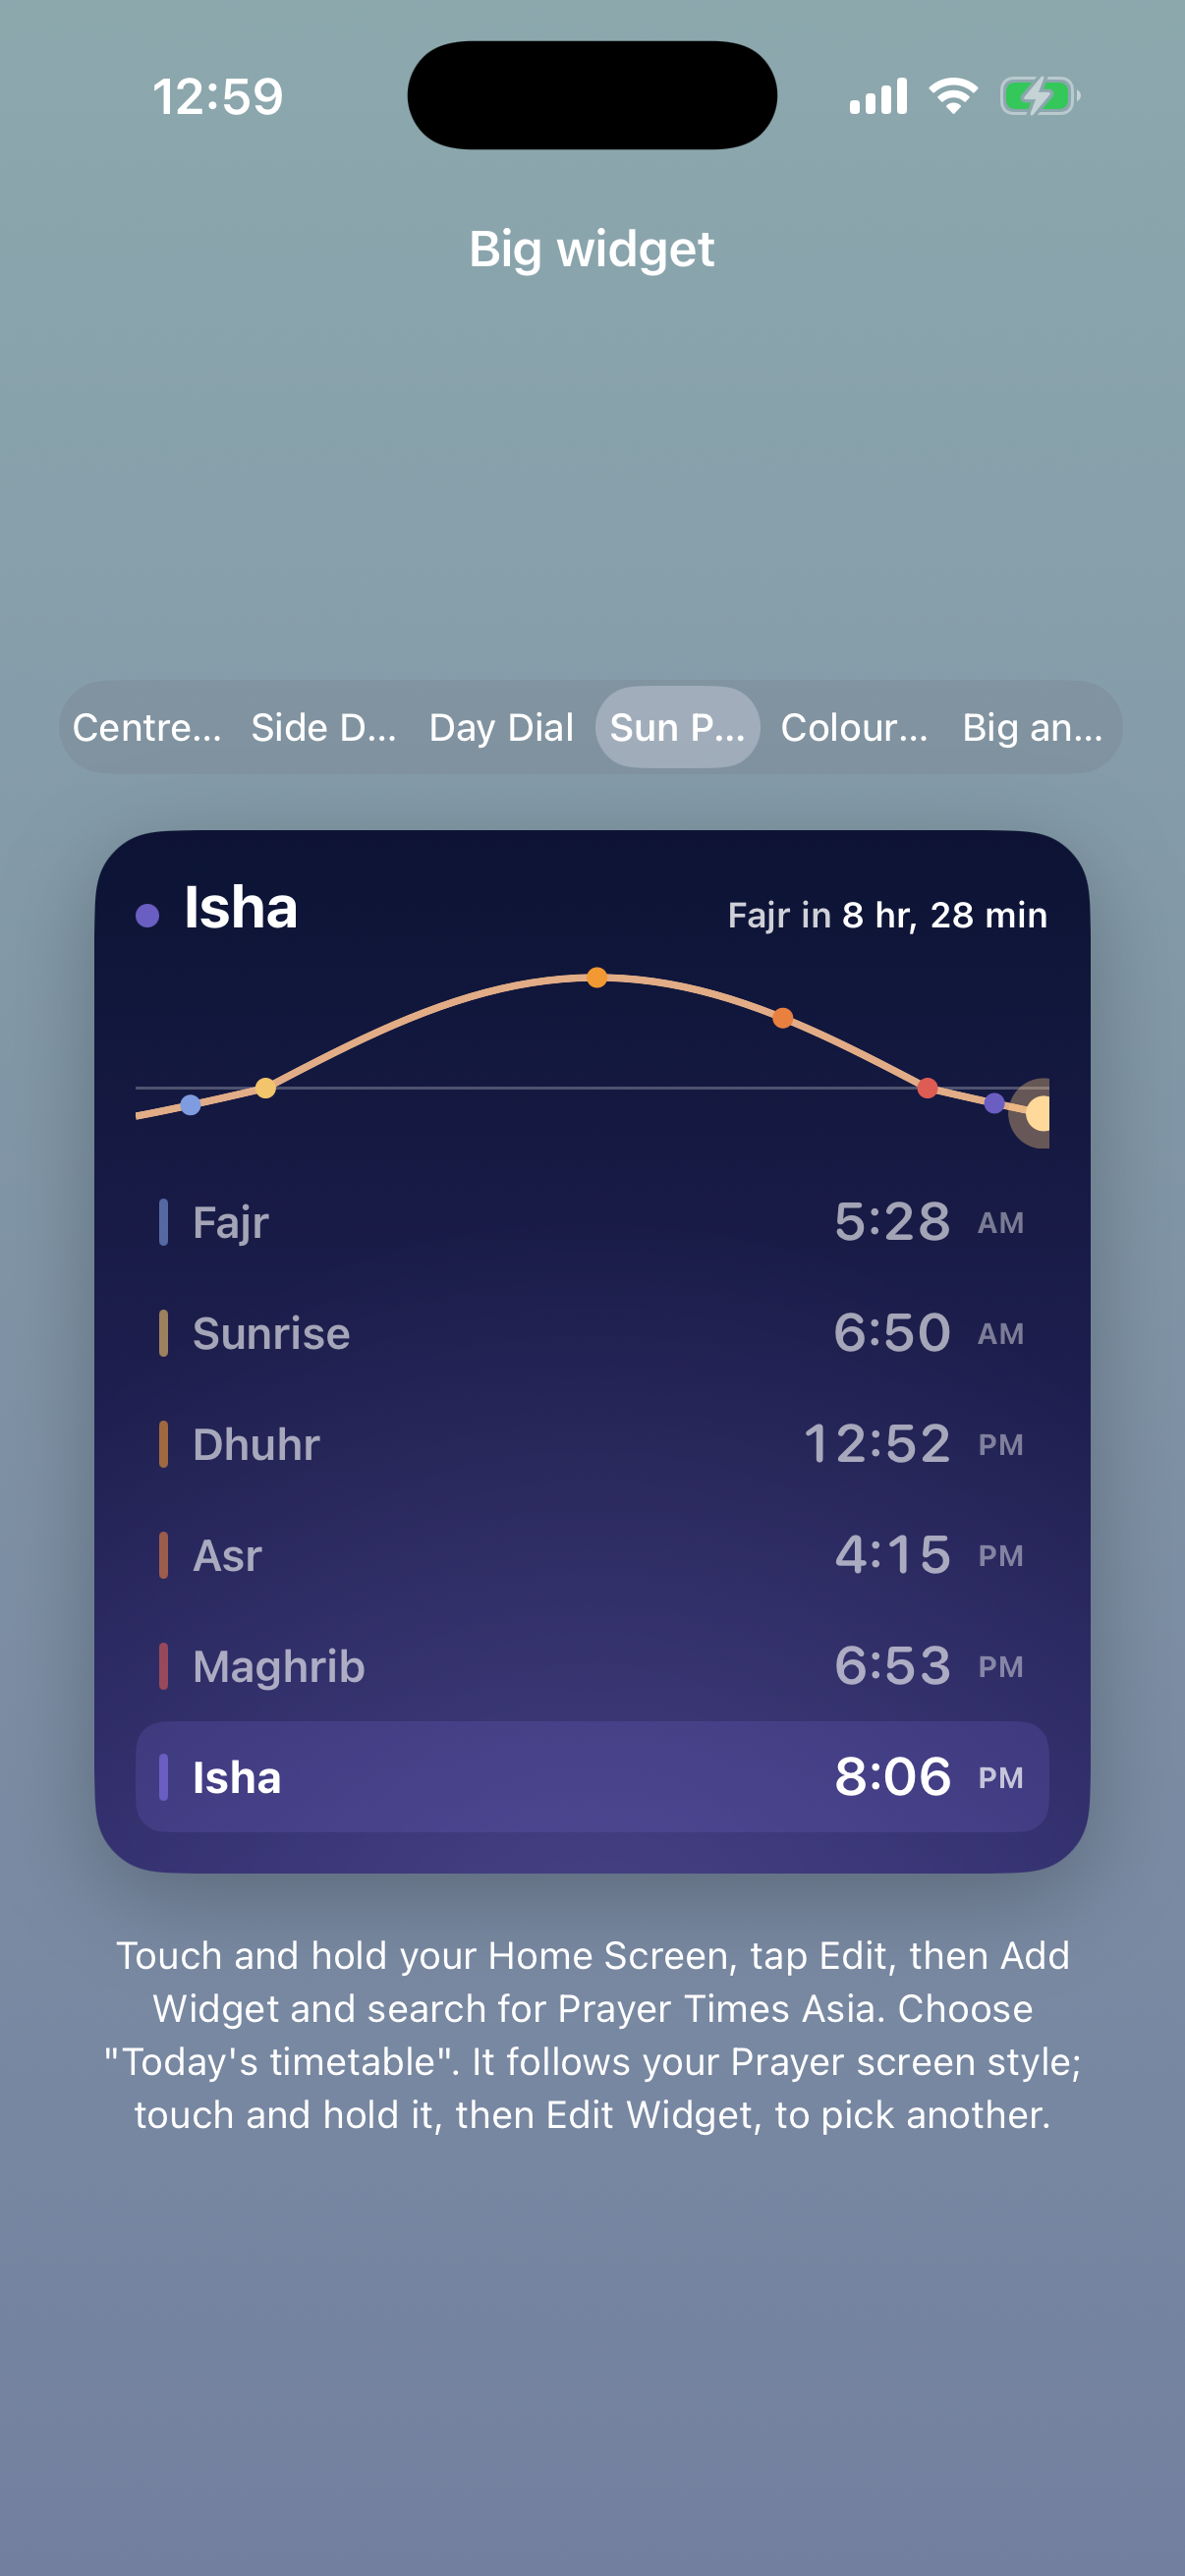 12:59
Big widget
Centre... Side D... Day Dial Sun P... Colour... Big an...
Isha Fajr in 8 hr, 28 min
Fajr 5:28 AM
Sunrise 6:50 AM
Dhuhr 12:52 PM
Asr 4:15 PM
Maghrib 6:53 PM
Isha 8:06 PM
Touch and hold your Home Screen, tap Edit, then Add
Widget and search for Prayer Times Asia. Choose
"Today's timetable". It follows your Prayer screen style;
touch and hold it, then Edit Widget, to pick another.